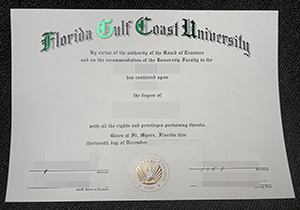 Florida Gulf Coast University
By virtue of the authority of the Board of Trustees
and on the recommendation of the University Faculty in the
has conferred upon
the degree of
with all the rights and privileges pertaining thereto.
Given at Ft. Myers, Florida this
thirteenth day of December,